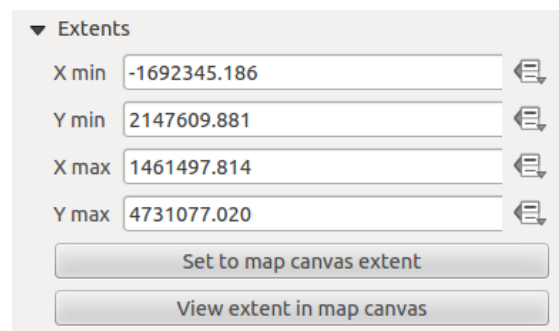 Extents
X min -1692345.186
Y min 2147609.881
X max 1461497.814
Y max 4731077.020
Set to map canvas extent
View extent in map canvas